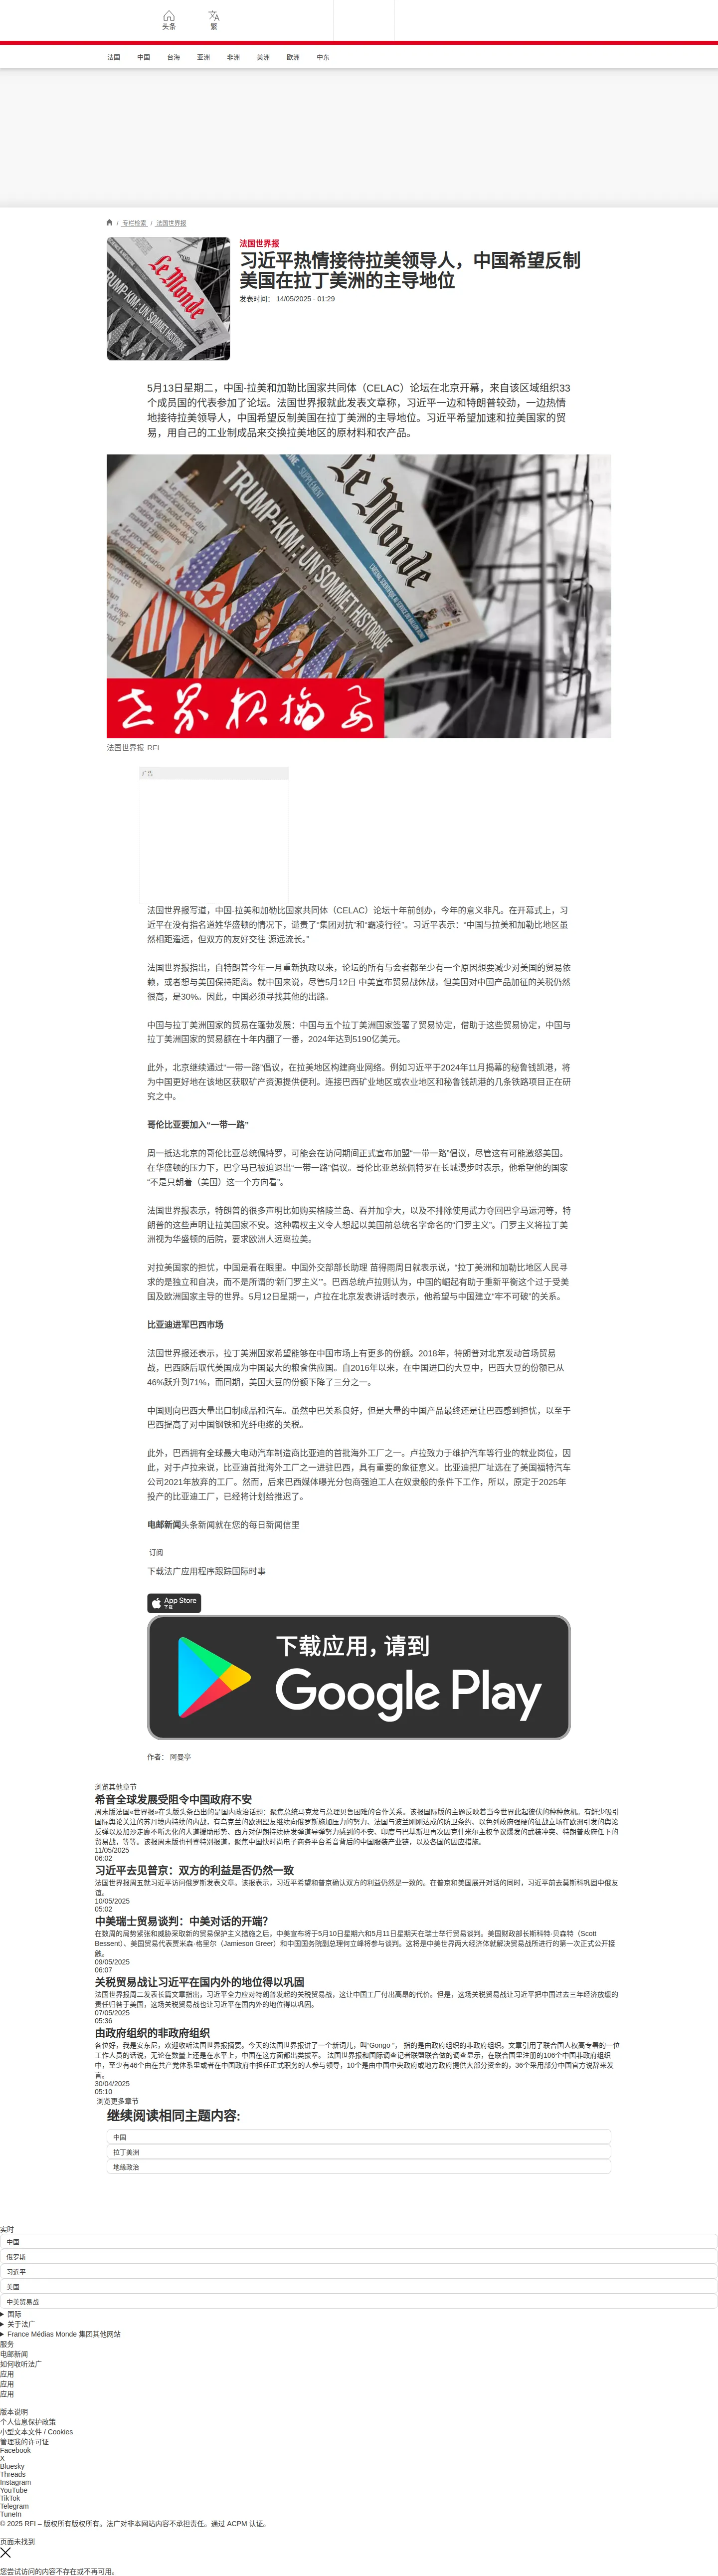 头条
繁
法国
中国
台海
亚洲
非洲
美洲
欧洲
中东
/ 专栏检索 / 法国世界报
法国世界报
习近平热情接待拉美领导人，中国希望反制
美国在拉丁美洲的主导地位
发表时间： 14/05/2025 - 01:29
5月13日星期二，中国-拉美和加勒比国家共同体（CELAC）论坛在北京开幕，来自该区域组织33
个成员国的代表参加了论坛。法国世界报就此发表文章称，习近平一边和特朗普较劲，一边热情
地接待拉美领导人，中国希望反制美国在拉丁美洲的主导地位。习近平希望加速和拉美国家的贸
易，用自己的工业制成品来交换拉美地区的原材料和农产品。
Le Monde
TRUMP-KIM : UN SOMMET HISTORIQUE
世界报摘要
法国世界报 RFI
广告
法国世界报写道，中国-拉美和加勒比国家共同体（CELAC）论坛十年前创办，今年的意义非凡。在开幕式上，习
近平在没有指名道姓华盛顿的情况下，谴责了“集团对抗”和“霸凌行径”。习近平表示：“中国与拉美和加勒比地区虽
然相距遥远，但双方的友好交往 源远流长。”
法国世界报指出，自特朗普今年一月重新执政以来，论坛的所有与会者都至少有一个原因想要减少对美国的贸易依
赖，或者想与美国保持距离。就中国来说，尽管5月12日 中美宣布贸易战休战，但美国对中国产品加征的关税仍然
很高，是30%。因此，中国必须寻找其他的出路。
中国与拉丁美洲国家的贸易在蓬勃发展：中国与五个拉丁美洲国家签署了贸易协定，借助于这些贸易协定，中国与
拉丁美洲国家的贸易额在十年内翻了一番，2024年达到5190亿美元。
此外，北京继续通过“一带一路”倡议，在拉美地区构建商业网络。例如习近平于2024年11月揭幕的秘鲁钱凯港，将
为中国更好地在该地区获取矿产资源提供便利。连接巴西矿业地区或农业地区和秘鲁钱凯港的几条铁路项目正在研
究之中。
哥伦比亚要加入“一带一路”
周一抵达北京的哥伦比亚总统佩特罗，可能会在访问期间正式宣布加盟“一带一路”倡议，尽管这有可能激怒美国。
在华盛顿的压力下，巴拿马已被迫退出“一带一路”倡议。哥伦比亚总统佩特罗在长城漫步时表示，他希望他的国家
“不是只朝着（美国）这一个方向看”。
法国世界报表示，特朗普的很多声明比如购买格陵兰岛、吞并加拿大，以及不排除使用武力夺回巴拿马运河等，特
朗普的这些声明让拉美国家不安。这种霸权主义令人想起以美国前总统名字命名的“门罗主义”。门罗主义将拉丁美
洲视为华盛顿的后院，要求欧洲人远离拉美。
对拉美国家的担忧，中国是看在眼里。中国外交部部长助理 苗得雨周日就表示说，“拉丁美洲和加勒比地区人民寻
求的是独立和自决，而不是所谓的‘新门罗主义’”。巴西总统卢拉则认为，中国的崛起有助于重新平衡这个过于受美
国及欧洲国家主导的世界。5月12日星期一，卢拉在北京发表讲话时表示，他希望与中国建立“牢不可破”的关系。
比亚迪进军巴西市场
法国世界报还表示，拉丁美洲国家希望能够在中国市场上有更多的份额。2018年，特朗普对北京发动首场贸易
战，巴西随后取代美国成为中国最大的粮食供应国。自2016年以来，在中国进口的大豆中，巴西大豆的份额已从
46%跃升到71%，而同期，美国大豆的份额下降了三分之一。
中国则向巴西大量出口制成品和汽车。虽然中巴关系良好，但是大量的中国产品最终还是让巴西感到担忧，以至于
巴西提高了对中国钢铁和光纤电缆的关税。
此外，巴西拥有全球最大电动汽车制造商比亚迪的首批海外工厂之一。卢拉致力于维护汽车等行业的就业岗位，因
此，对于卢拉来说，比亚迪首批海外工厂之一进驻巴西，具有重要的象征意义。比亚迪把厂址选在了美国福特汽车
公司2021年放弃的工厂。然而，后来巴西媒体曝光分包商强迫工人在奴隶般的条件下工作，所以，原定于2025年
投产的比亚迪工厂，已经将计划给推迟了。
电邮新闻头条新闻就在您的每日新闻信里
订阅
下载法广应用程序跟踪国际时事
App Store
下载
下载应用，请到
Google Play
作者： 阿曼亭
浏览其他章节
希音全球发展受阻令中国政府不安
周末版法国«世界报»在头版头条凸出的是国内政治话题：聚焦总统马克龙与总理贝鲁困难的合作关系。该报国际版的主题反映着当今世界此起彼伏的种种危机。有鲜少吸引
国际舆论关注的苏丹境内持续的内战，有乌克兰的欧洲盟友继续向俄罗斯施加压力的努力、法国与波兰刚刚达成的防卫条约、以色列政府强硬的征战立场在欧洲引发的舆论
反弹以及加沙走廊不断恶化的人道援助形势、西方对伊朗持续研发弹道导弹努力感到的不安、印度与巴基斯坦再次因克什米尔主权争议爆发的武装冲突、特朗普政府任下的
贸易战，等等。该报周末版也刊登特别报道，聚焦中国快时尚电子商务平台希音背后的中国服装产业链，以及各国的因应措施。
11/05/2025
06:02
习近平去见普京：双方的利益是否仍然一致
法国世界报周五就习近平访问俄罗斯发表文章。该报表示，习近平希望和普京确认双方的利益仍然是一致的。在普京和美国展开对话的同时，习近平前去莫斯科巩固中俄友
谊。
10/05/2025
05:02
中美瑞士贸易谈判：中美对话的开端？
在数周的局势紧张和威胁采取新的贸易保护主义措施之后，中美宣布将于5月10日星期六和5月11日星期天在瑞士举行贸易谈判。美国财政部长斯科特·贝森特（Scott
Bessent）、美国贸易代表贾米森·格里尔（Jamieson Greer）和中国国务院副总理何立峰将参与谈判。这将是中美世界两大经济体就解决贸易战所进行的第一次正式公开接
触。
09/05/2025
06:07
关税贸易战让习近平在国内外的地位得以巩固
法国世界报周二发表长篇文章指出，习近平全力应对特朗普发起的关税贸易战，这让中国工厂付出高昂的代价。但是，这场关税贸易战让习近平把中国过去三年经济放缓的
责任归咎于美国，这场关税贸易战也让习近平在国内外的地位得以巩固。
07/05/2025
05:36
由政府组织的非政府组织
各位好，我是安东尼，欢迎收听法国世界报摘要。今天的法国世界报讲了一个新词儿，叫“Gongo ”， 指的是由政府组织的非政府组织。文章引用了联合国人权高专署的一位
工作人员的话说，无论在数量上还是在水平上，中国在这方面都出类拔萃。 法国世界报和国际调查记者联盟联合做的调查显示，在联合国里注册的106个中国非政府组织
中，至少有46个由在共产党体系里或者在中国政府中担任正式职务的人参与领导，10个是由中国中央政府或地方政府提供大部分资金的，36个采用部分中国官方说辞来发
言。
30/04/2025
05:10
浏览更多章节
继续阅读相同主题内容:
中国
拉丁美洲
地缘政治
实时
中国
俄罗斯
习近平
美国
中美贸易战
国际
关于法广
France Médias Monde 集团其他网站
服务
电邮新闻
如何收听法广
应用
应用
应用
版本说明
个人信息保护政策
小型文本文件 / Cookies
管理我的许可证
Facebook
X
Bluesky
Threads
Instagram
YouTube
TikTok
Telegram
TuneIn
© 2025 RFI – 版权所有版权所有。法广对非本网站内容不承担责任。通过 ACPM 认证。
页面未找到
您尝试访问的内容不存在或不再可用。